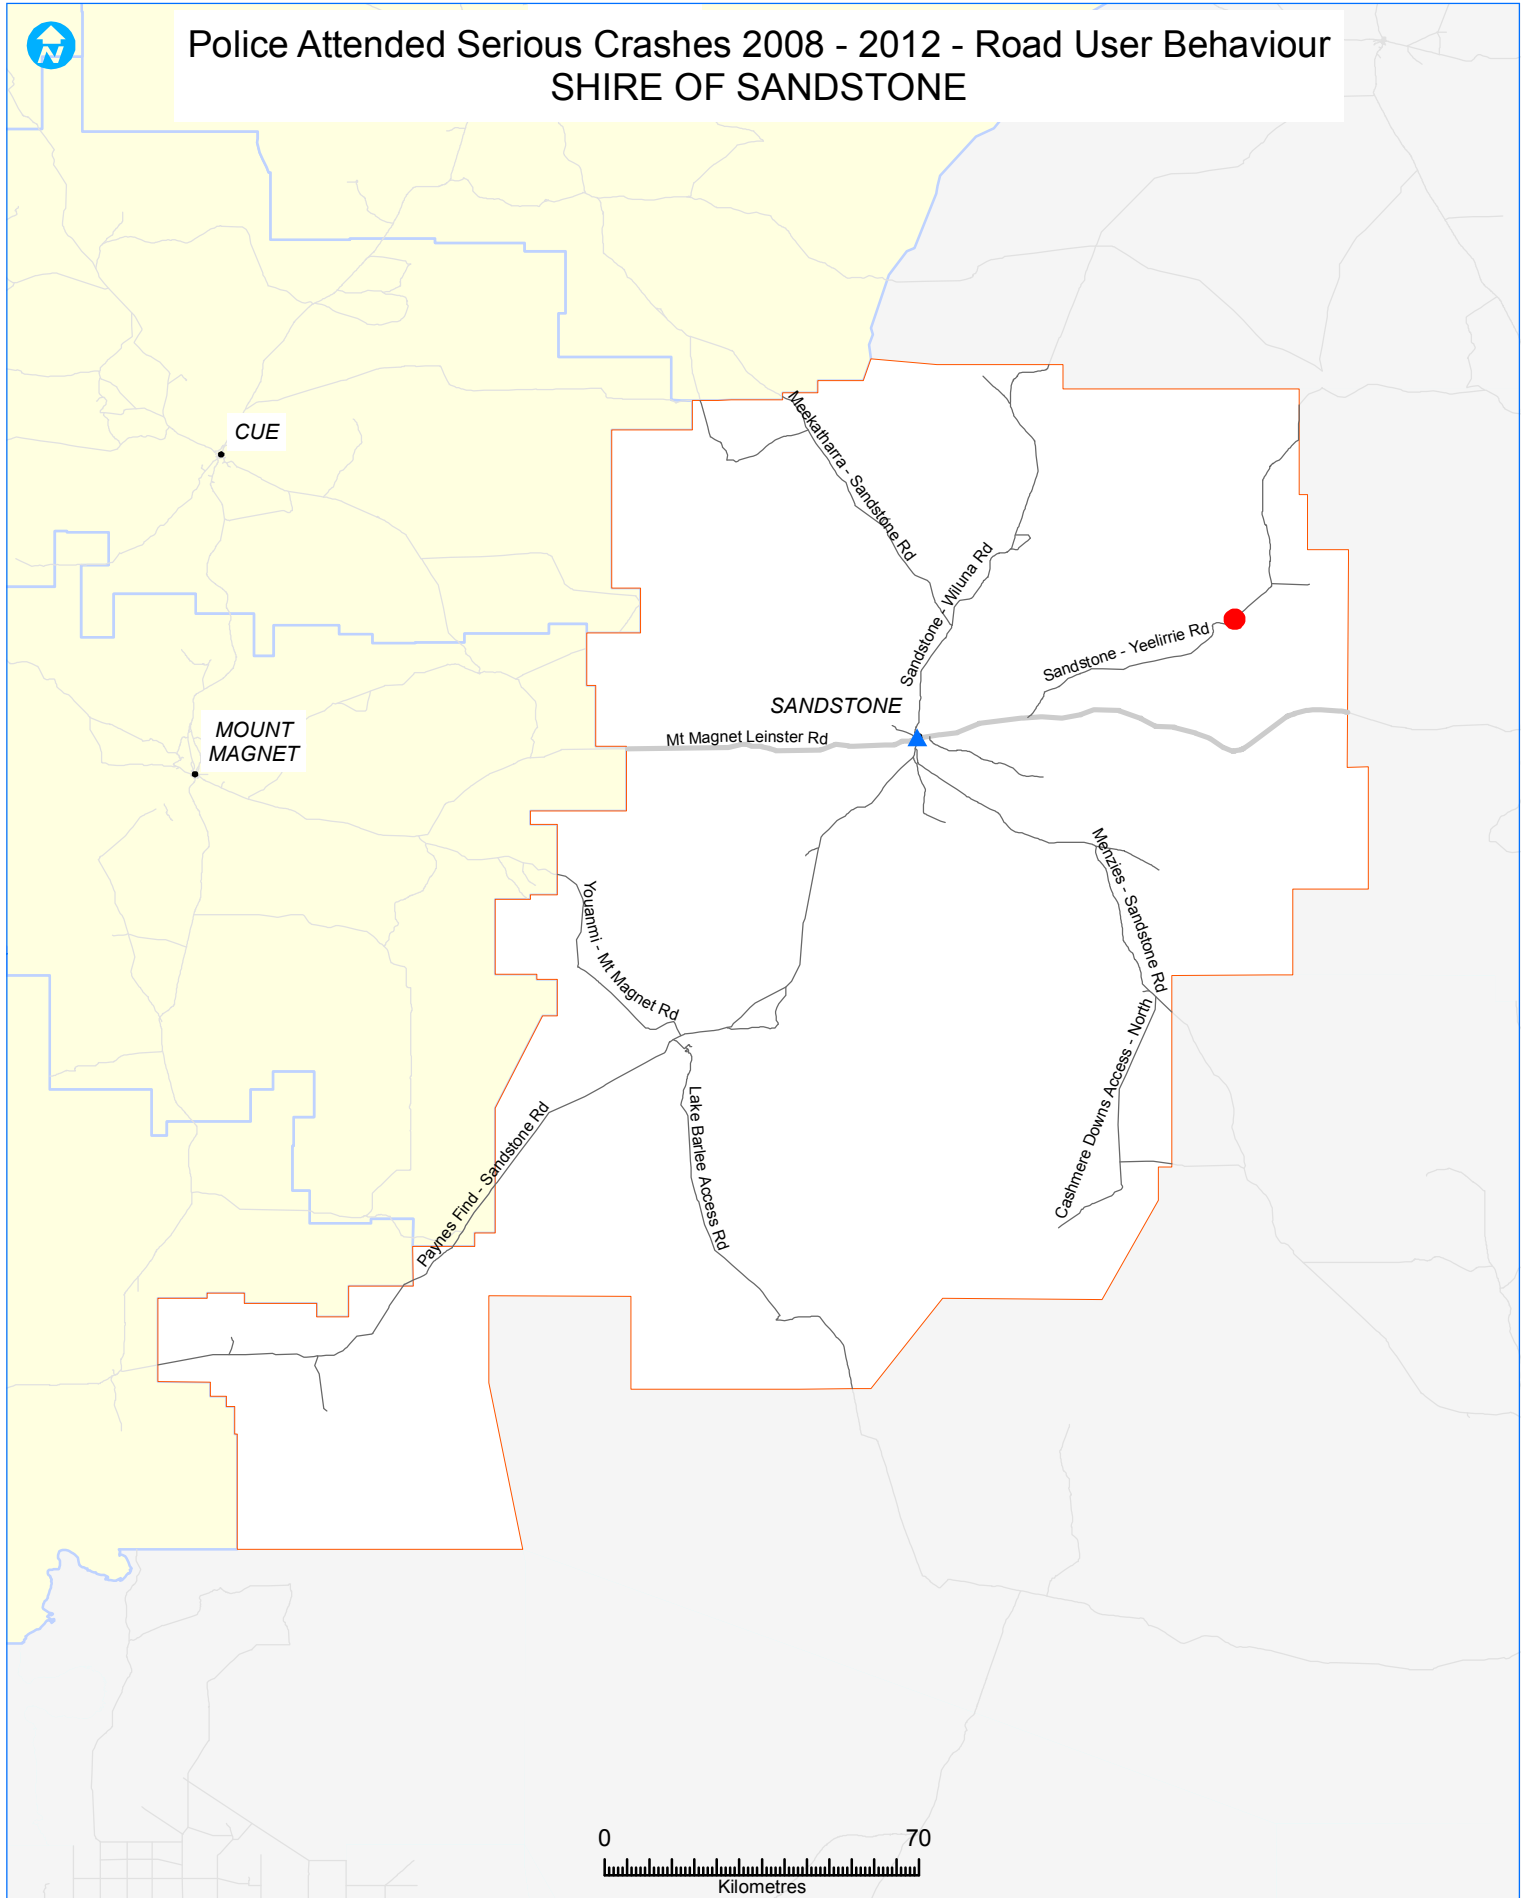 Police Attended Serious Crashes 2008 - 2012 - Road User Behaviour
SHIRE OF SANDSTONE
N
CUE
Meekatharra - Sandstone Rd
Sandstone - Wiluna Rd
Sandstone - Yeelirrie Rd
SANDSTONE
MOUNT
MAGNET
Mt Magnet Leinster Rd
Menzies - Sandstone Rd
Youanmi - Mt Magnet Rd
Cashmere Downs Access - North
Lake Barlee Access Rd
Paynes Find - Sandstone Rd
0 70
Kilometres